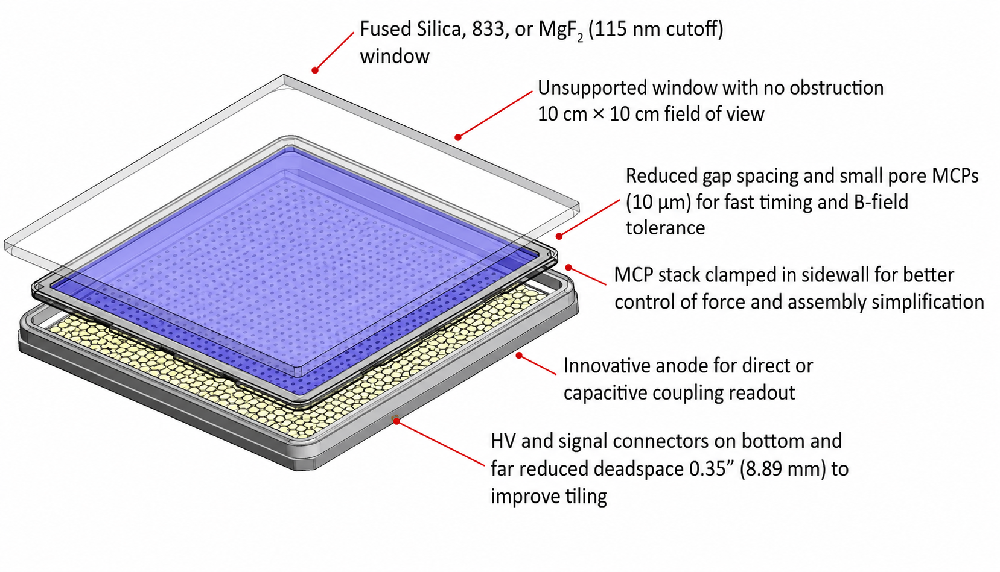 Fused Silica, 833, or MgF₂ (115 nm cutoff)
window
Unsupported window with no obstruction
10 cm × 10 cm field of view
Reduced gap spacing and small pore MCPs
(10 µm) for fast timing and B-field
tolerance
MCP stack clamped in sidewall for better
control of force and assembly simplification
Innovative anode for direct or
capacitive coupling readout
HV and signal connectors on bottom and
far reduced deadspace 0.35” (8.89 mm) to
improve tiling